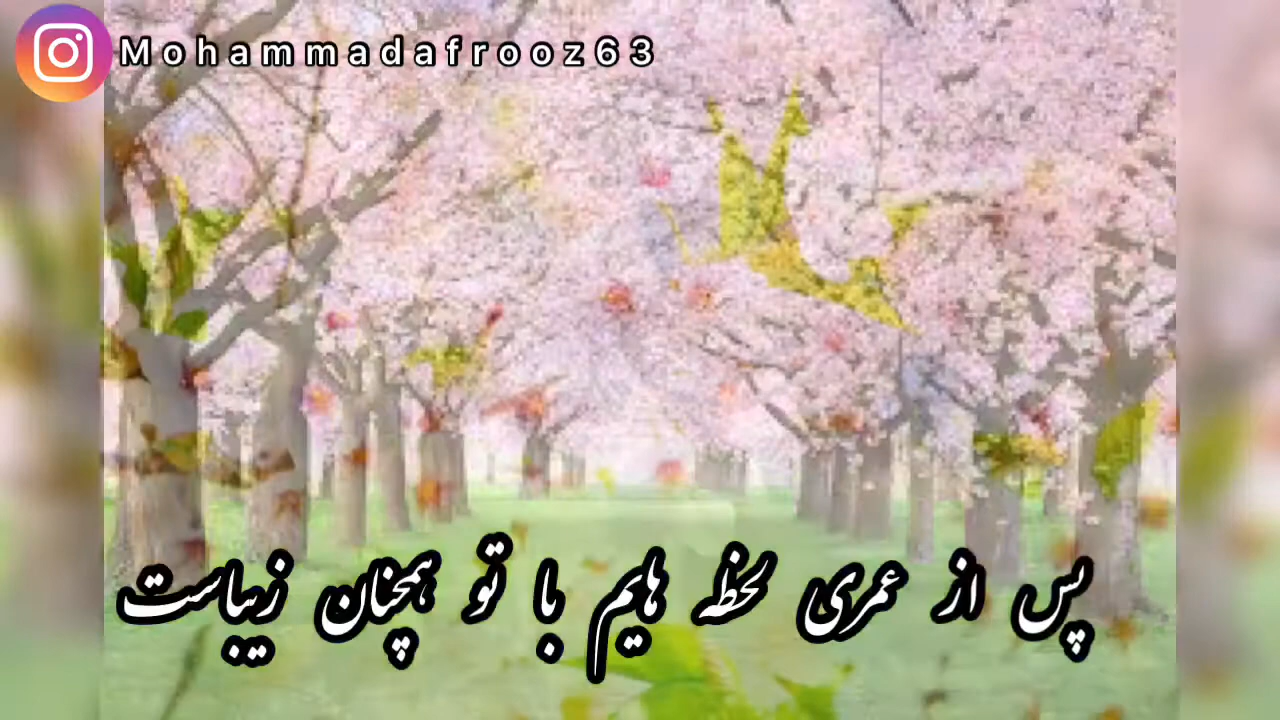 Mohammadafrooz63
پس از عمری لحظه هایم با تو همچنان زیباست